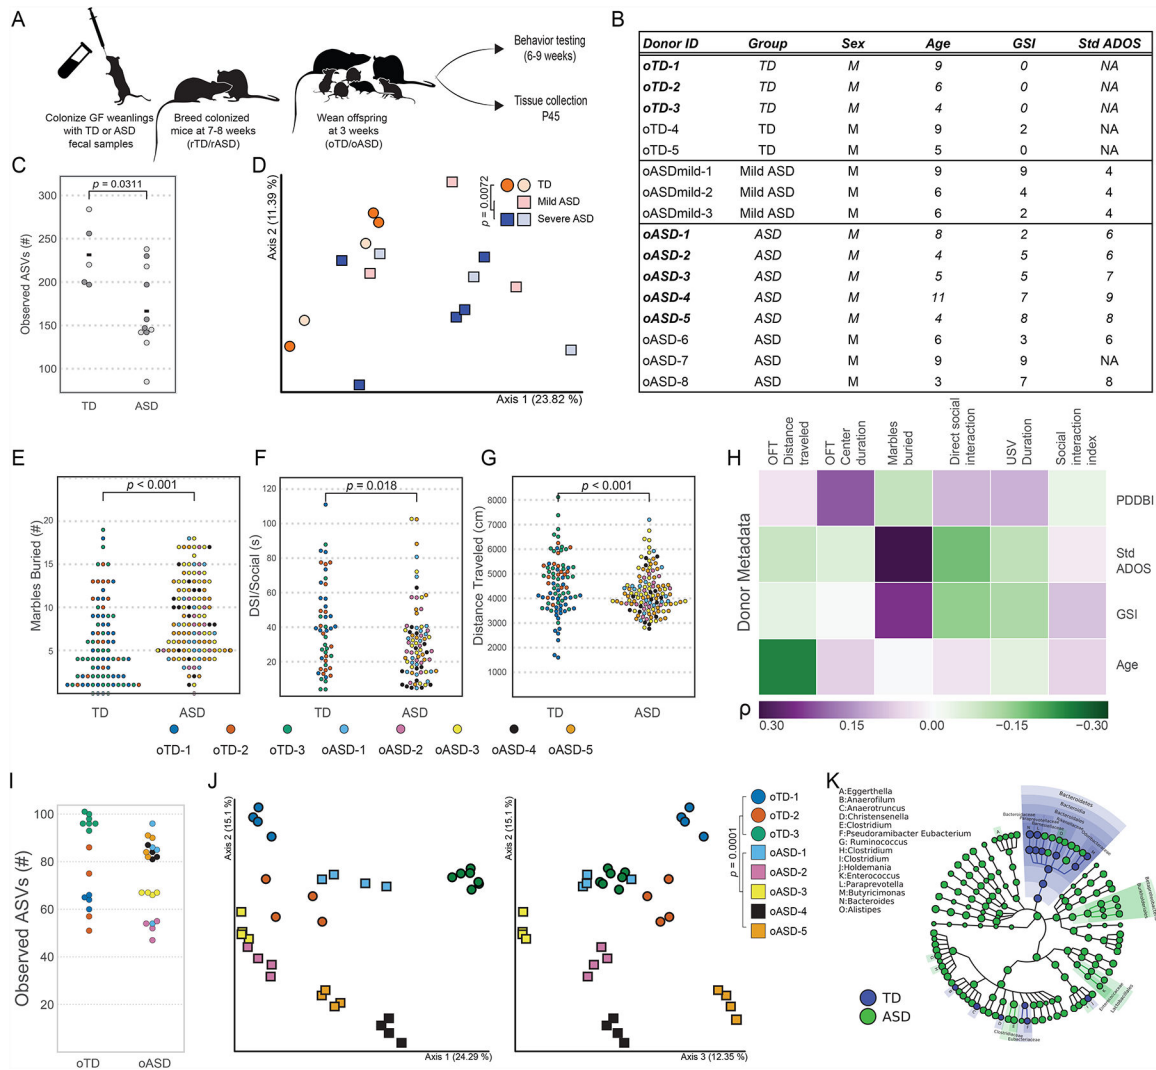 A
Colonize GF weanlings
with TD or ASD
fecal samples
Breed colonized
mice at 7-8 weeks
(rTD/rASD)
Wean offspring
at 3 weeks
(oTD/oASD)
Behavior testing
(6-9 weeks)
Tissue collection
P45
B
Donor ID Group Sex Age GSI Std ADOS
oTD-1 TD M 9 0 NA
oTD-2 TD M 6 0 NA
oTD-3 TD M 4 0 NA
oTD-4 TD M 9 2 NA
oTD-5 TD M 5 0 NA
oASDmild-1 Mild ASD M 9 9 4
oASDmild-2 Mild ASD M 6 4 4
oASDmild-3 Mild ASD M 6 2 4
oASD-1 ASD M 8 2 6
oASD-2 ASD M 4 5 6
oASD-3 ASD M 5 5 7
oASD-4 ASD M 11 7 9
oASD-5 ASD M 4 8 8
oASD-6 ASD M 6 3 6
oASD-7 ASD M 9 9 NA
oASD-8 ASD M 3 7 8
C
p = 0.0311
Observed ASVs (#)
300
250
200
150
100
TD ASD
D
Axis 2 (11.39 %)
p = 0.0072
TD
Mild ASD
Severe ASD
Axis 1 (23.82 %)
E
p < 0.001
Marbles Buried (#)
20
15
10
5
TD ASD
F
p = 0.018
DSI/Social (s)
120
100
80
60
40
20
TD ASD
G
p < 0.001
Distance Traveled (cm)
8000
7000
6000
5000
4000
3000
2000
1000
TD ASD
oTD-1 oTD-2 oTD-3 oASD-1 oASD-2 oASD-3 oASD-4 oASD-5
H
OFT
Distance
traveled
OFT
Center
duration
Marbles
buried
Direct social
interaction
USV
Duration
Social
interaction
index
Donor Metadata
PDDBI
Std
ADOS
GSI
Age
ρ
0.30 0.15 0.00 −0.15 −0.30
I
Observed ASVs (#)
100
80
60
40
20
oTD oASD
J
Axis 2 (15.1 %)
Axis 1 (24.29 %)
Axis 2 (15.1 %)
Axis 3 (12.35 %)
p = 0.0001
oTD-1
oTD-2
oTD-3
oASD-1
oASD-2
oASD-3
oASD-4
oASD-5
K
A:Eggerthella
B:Anaerofilum
C:Anaerotruncus
D:Christensenella
E:Clostridium
F:Pseudoramibacter Eubacterium
G: Ruminococcus
H:Clostridium
I:Clostridium
J:Holdemania
K:Enterococcus
L:Paraprevotella
M:Butyricimonas
N:Bacteroides
O:Alistipes
Bacteroidetes
Bacteroidia
Bacteroidales
TD
ASD